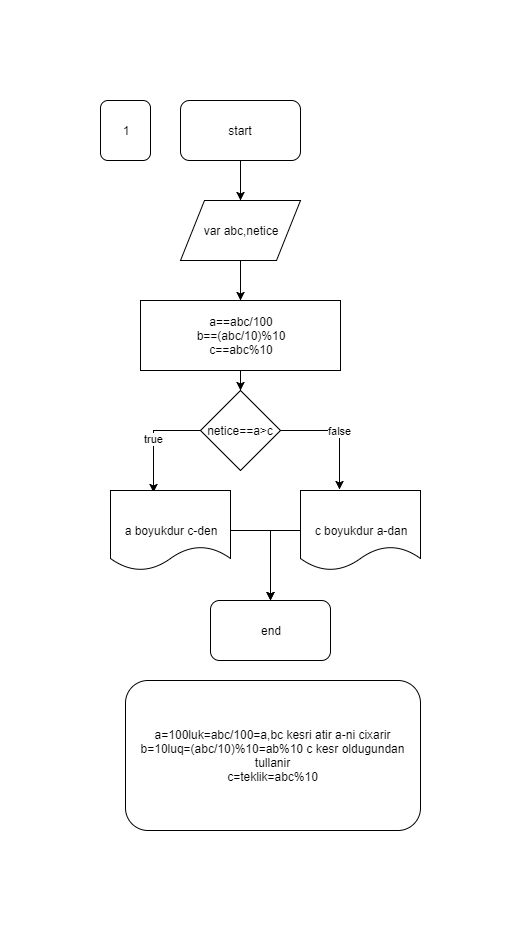 1
start
var abc,netice
a==abc/100
b==(abc/10)%10
c==abc%10
netice==a>c
true
false
a boyukdur c-den
c boyukdur a-dan
end
a=100luk=abc/100=a,bc kesri atir a-ni cixarir
b=10luq=(abc/10)%10=ab%10 c kesr oldugundan
tullanir
c=teklik=abc%10